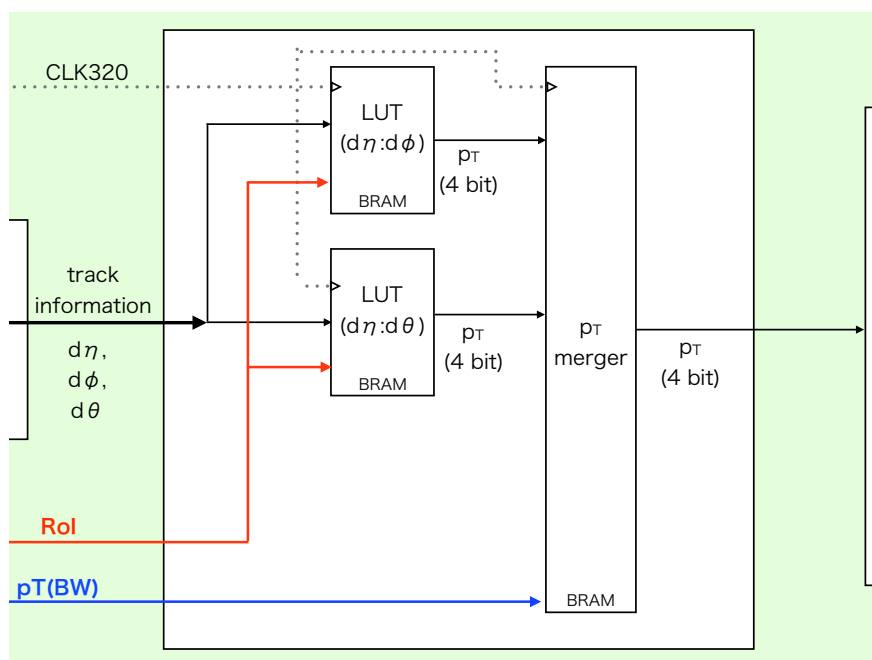 CLK320
LUT
(dη:dϕ)
BRAM
pT
(4 bit)
track
information
dη,
dϕ,
dθ
LUT
(dη:dθ)
BRAM
pT
(4 bit)
pT
merger
BRAM
pT
(4 bit)
RoI
pT(BW)